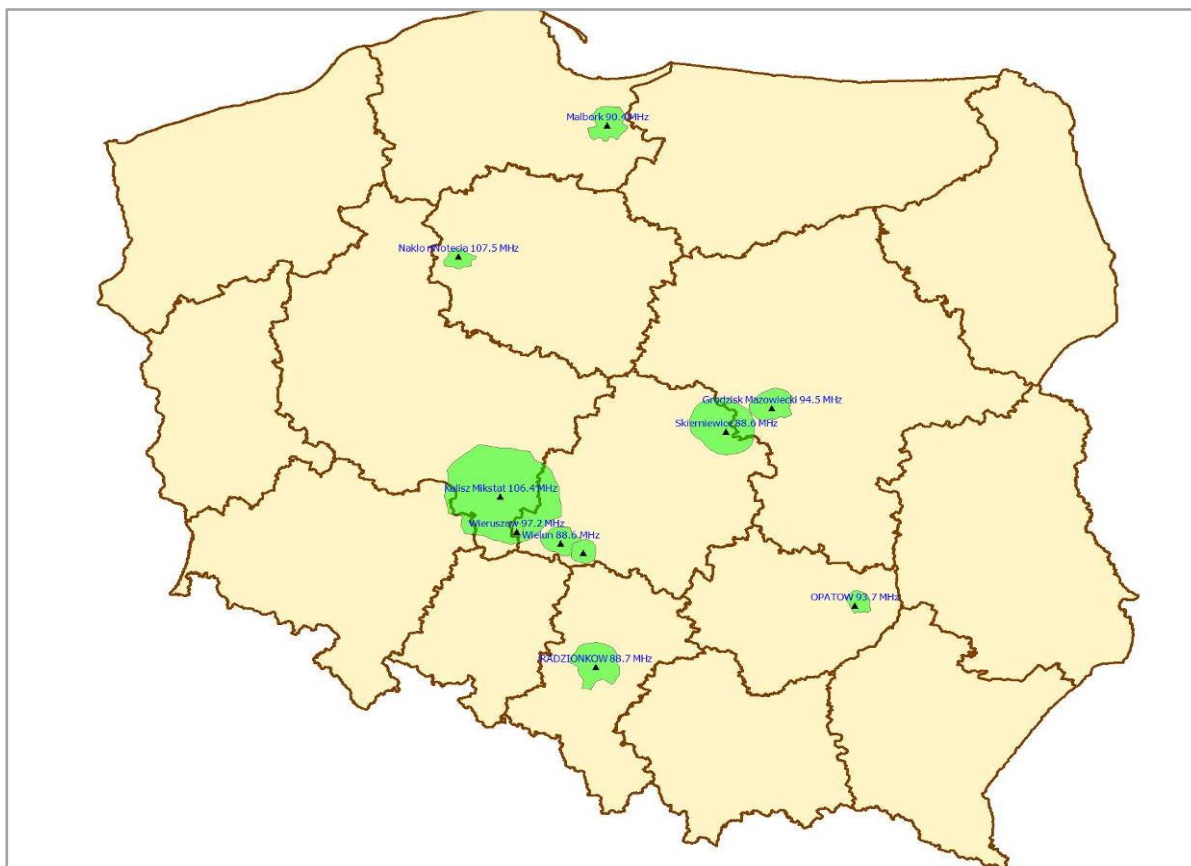 Malbork 90.4 MHz
Naklo n Notecia 107.5 MHz
Grodzisk Mazowiecki 94.5 MHz
Skierniewice 88.6 MHz
Kalisz Mikstat 106.4 MHz
Wieruszow 97.2 MHz
Wielun 88.6 MHz
OPATOW 93.7 MHz
RADZIONKOW 88.7 MHz